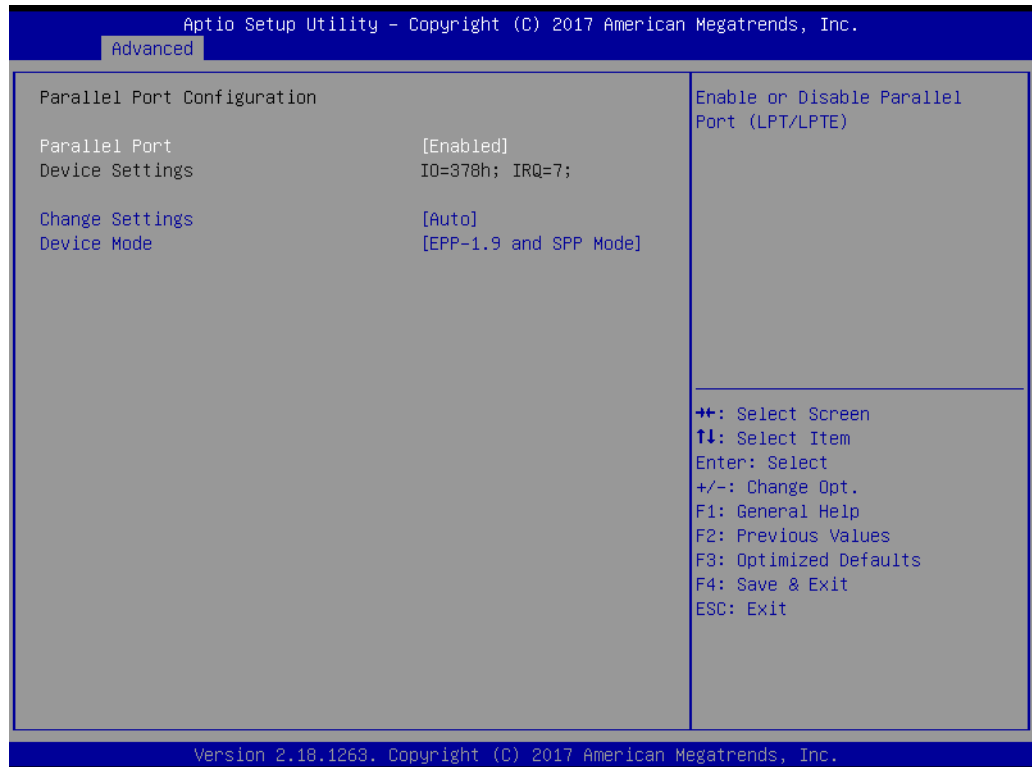 Aptio Setup Utility – Copyright (C) 2017 American Megatrends, Inc.
Advanced
Parallel Port Configuration
Parallel Port [Enabled]
Device Settings IO=378h; IRQ=7;
Change Settings [Auto]
Device Mode [EPP-1.9 and SPP Mode]
Enable or Disable Parallel
Port (LPT/LPTE)
→←: Select Screen
↑↓: Select Item
Enter: Select
+/-: Change Opt.
F1: General Help
F2: Previous Values
F3: Optimized Defaults
F4: Save & Exit
ESC: Exit
Version 2.18.1263. Copyright (C) 2017 American Megatrends, Inc.